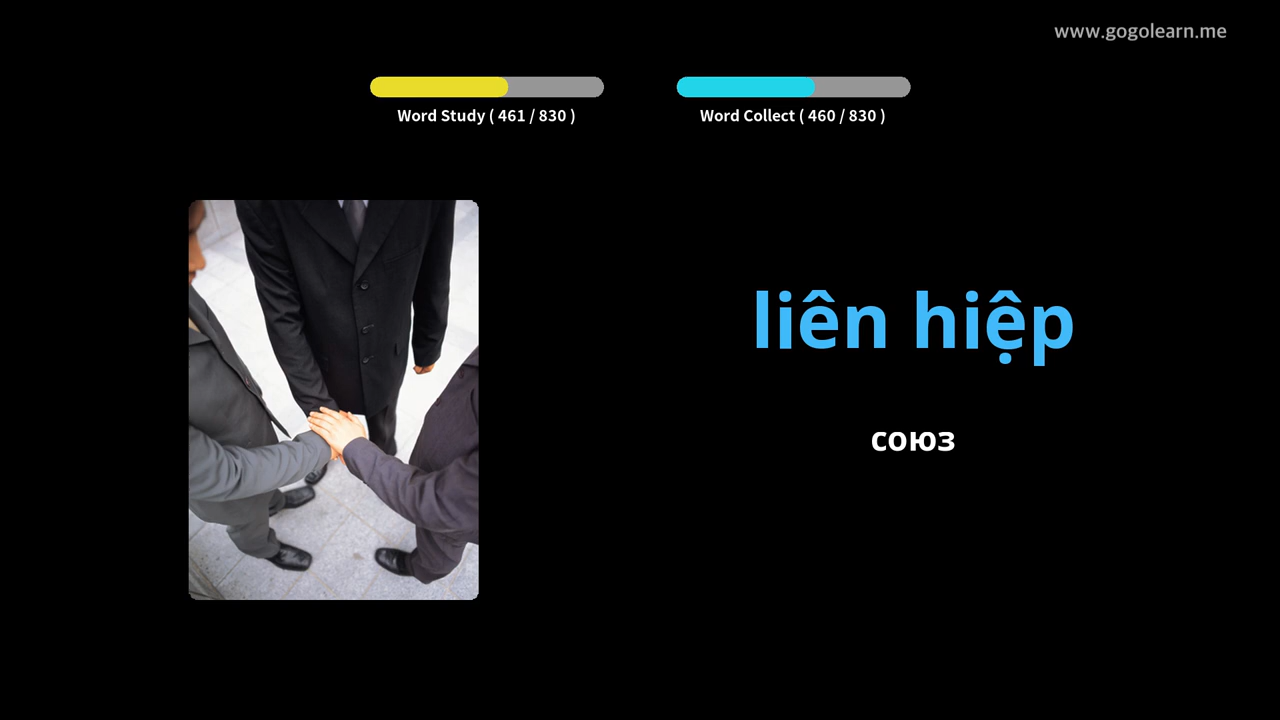 www.gogolearn.me
Word Study ( 461 / 830 )
Word Collect ( 460 / 830 )
liên hiệp
союз